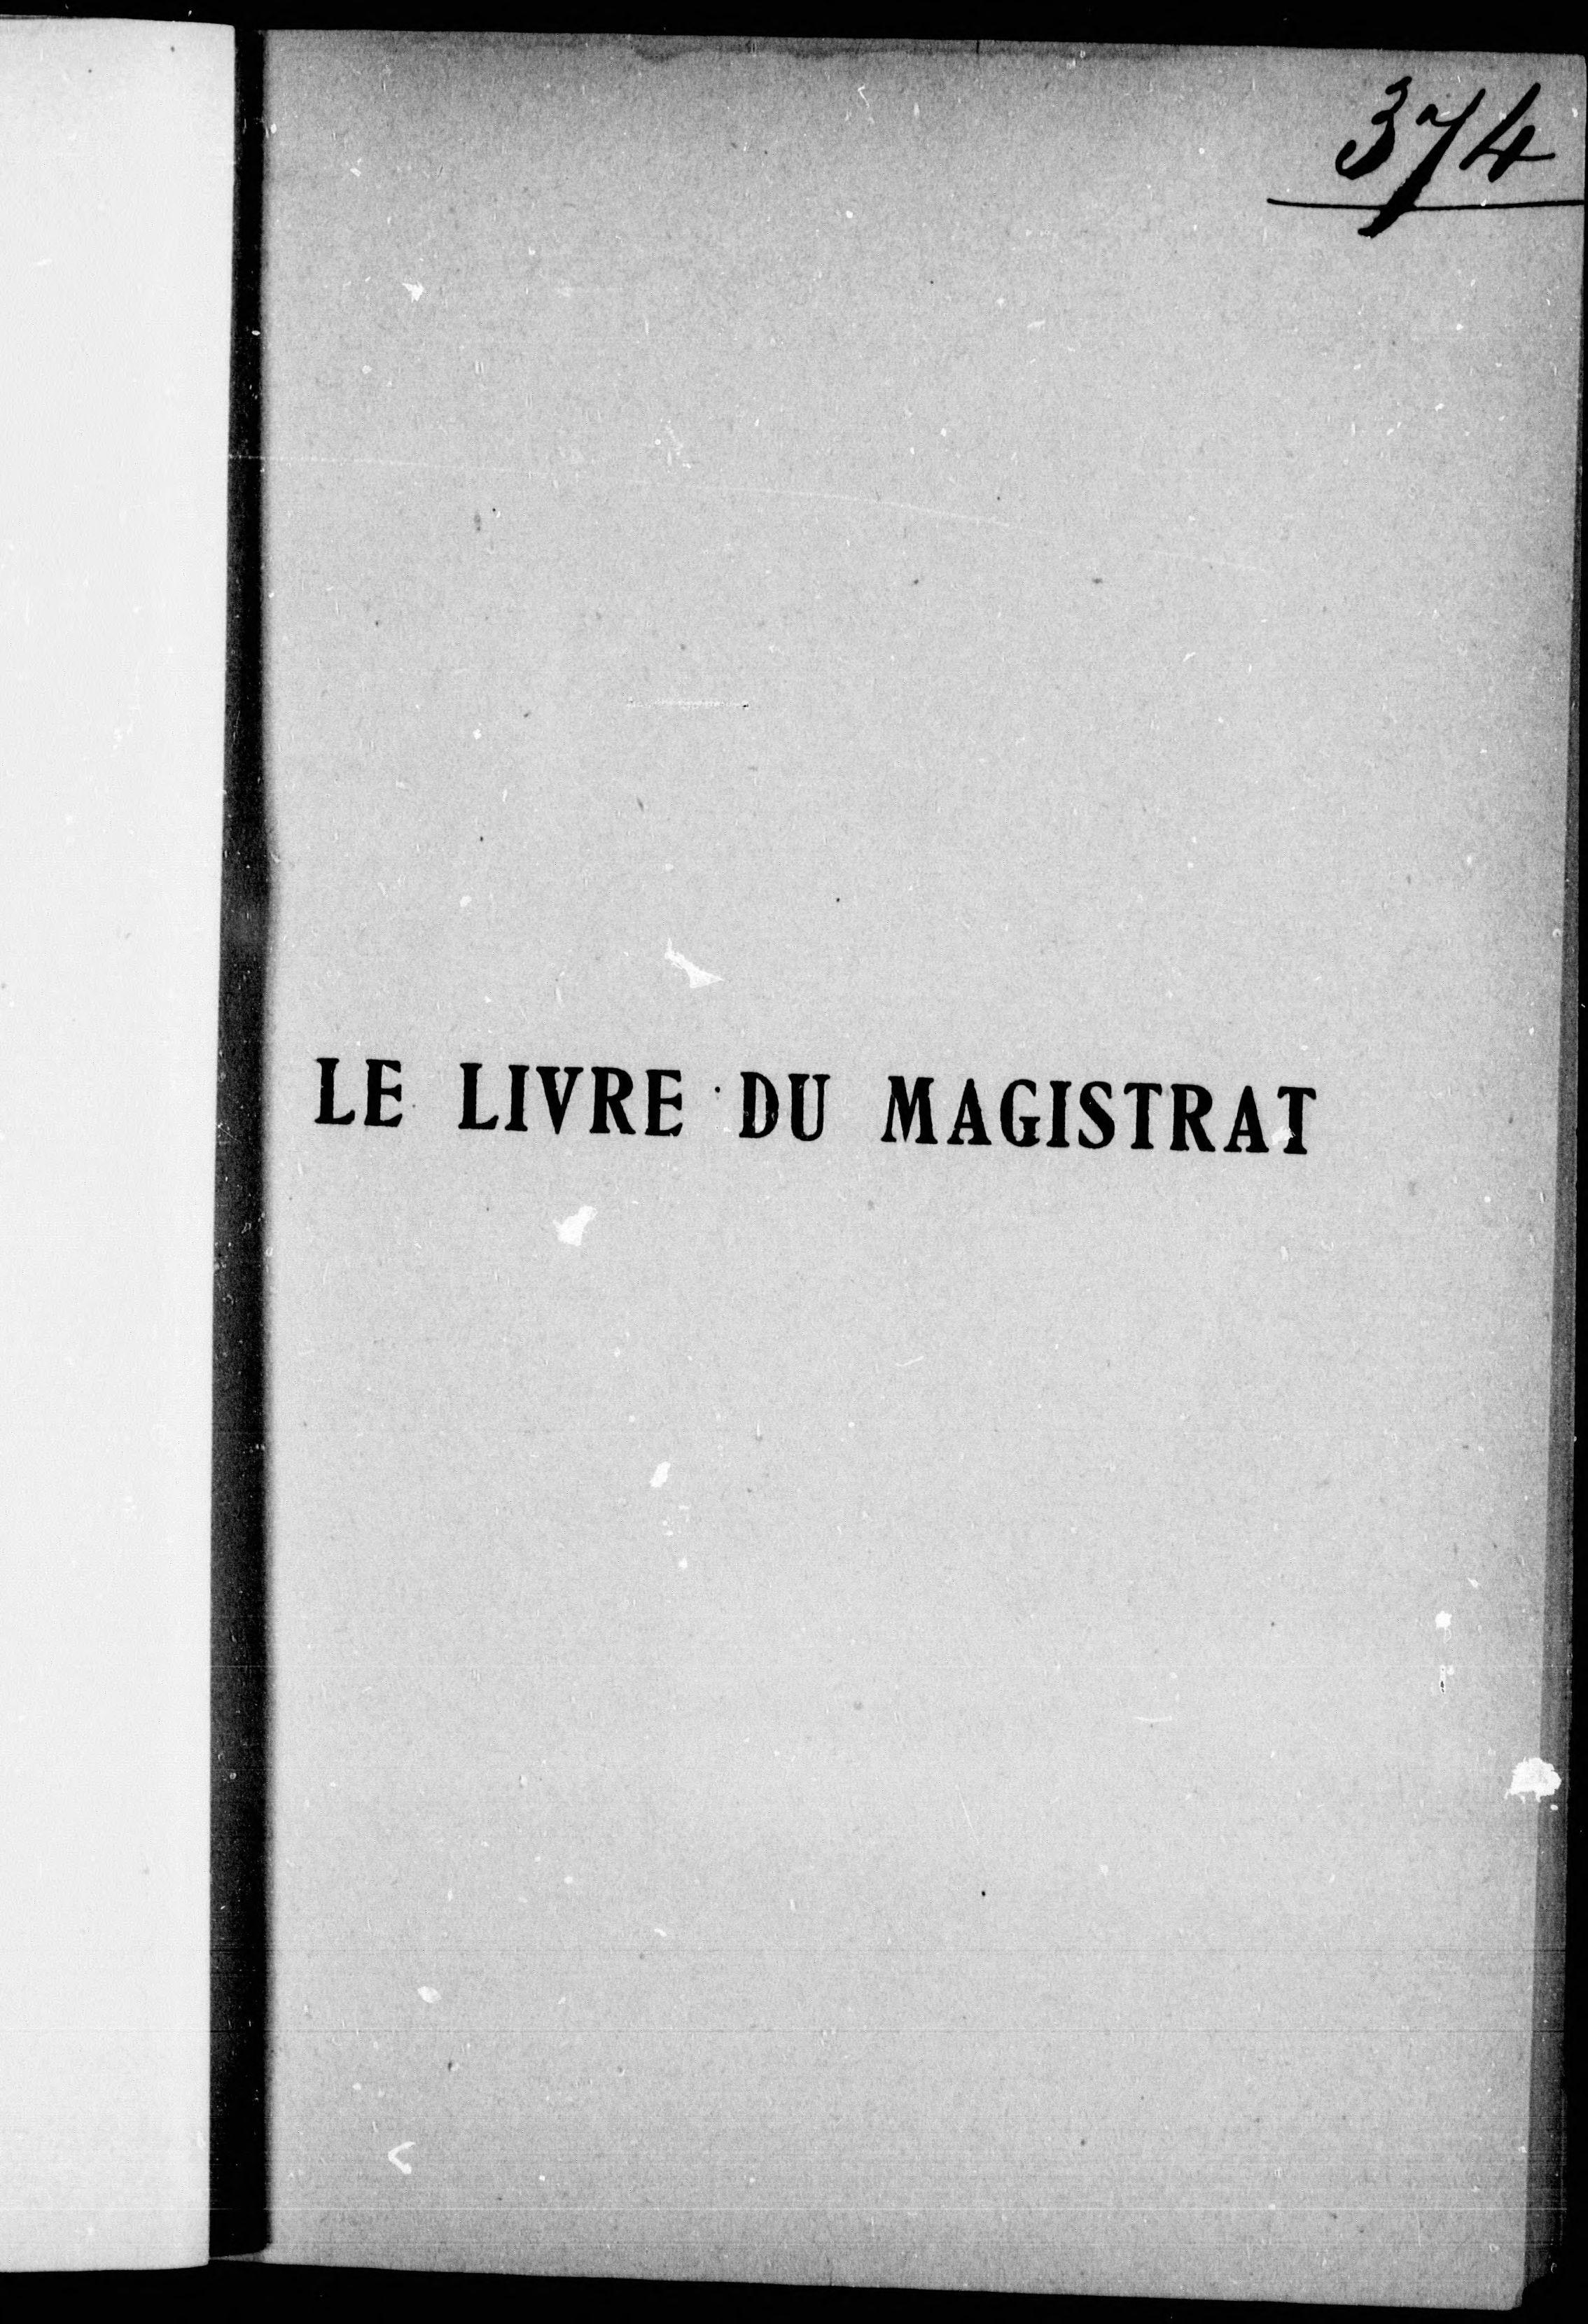 374
LE LIVRE DU MAGISTRAT